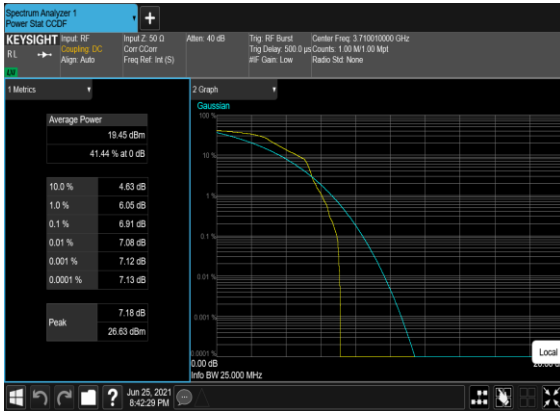 Spectrum Analyzer 1
Power Stat CCDF
KEYSIGHT
RL
Input: RF
Coupling: DC
Align: Auto
Input Z: 50 Ω
Corr CCorr
Freq Ref: Int (S)
Atten: 40 dB
Trig: RF Burst
Trig Delay: 500.0 µs
#IF Gain: Low
Center Freq: 3.710010000 GHz
Counts: 1.00 M/1.00 Mpt
Radio Std: None
1 Metrics
Average Power
19.45 dBm
41.44 % at 0 dB
10.0 % 4.63 dB
1.0 % 6.05 dB
0.1 % 6.91 dB
0.01 % 7.08 dB
0.001 % 7.12 dB
0.0001 % 7.13 dB
Peak
7.18 dB
26.63 dBm
2 Graph
Gaussian
100 %
10 %
1 %
0.1 %
0.01 %
0.001 %
0.0001 %
0.00 dB
Info BW 25.000 MHz
Local
?
Jun 25, 2021
8:42:29 PM